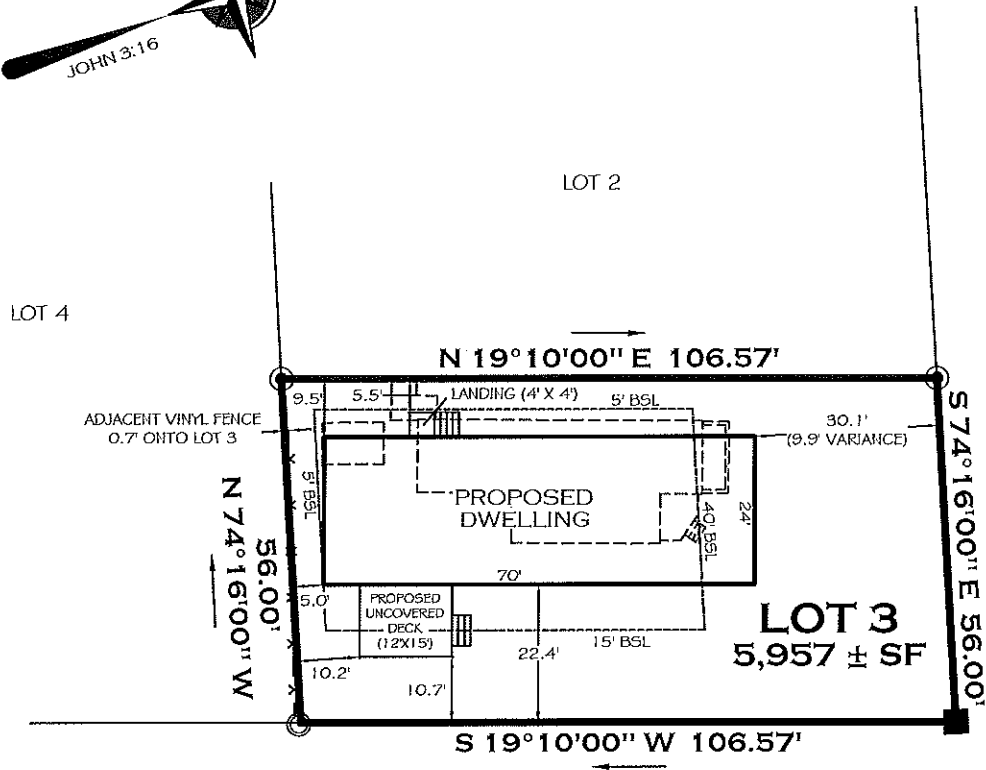 JOHN 3:16
LOT 2
LOT 4
N 19°10'00" E 106.57'
9.5'
5.5'
LANDING (4' X 4')
5' BSL
ADJACENT VINYL FENCE
0.7' ONTO LOT 3
30.1'
(9.9' VARIANCE)
S 74°16'00" E 56.00'
5' BSL
N 74°16'00" W
56.00'
PROPOSED
DWELLING
40' BSL
24'
70'
5.0'
PROPOSED
UNCOVERED
DECK
(12'X15')
LOT 3
5,957 ± SF
15' BSL
22.4'
10.2'
10.7'
S 19°10'00" W 106.57'